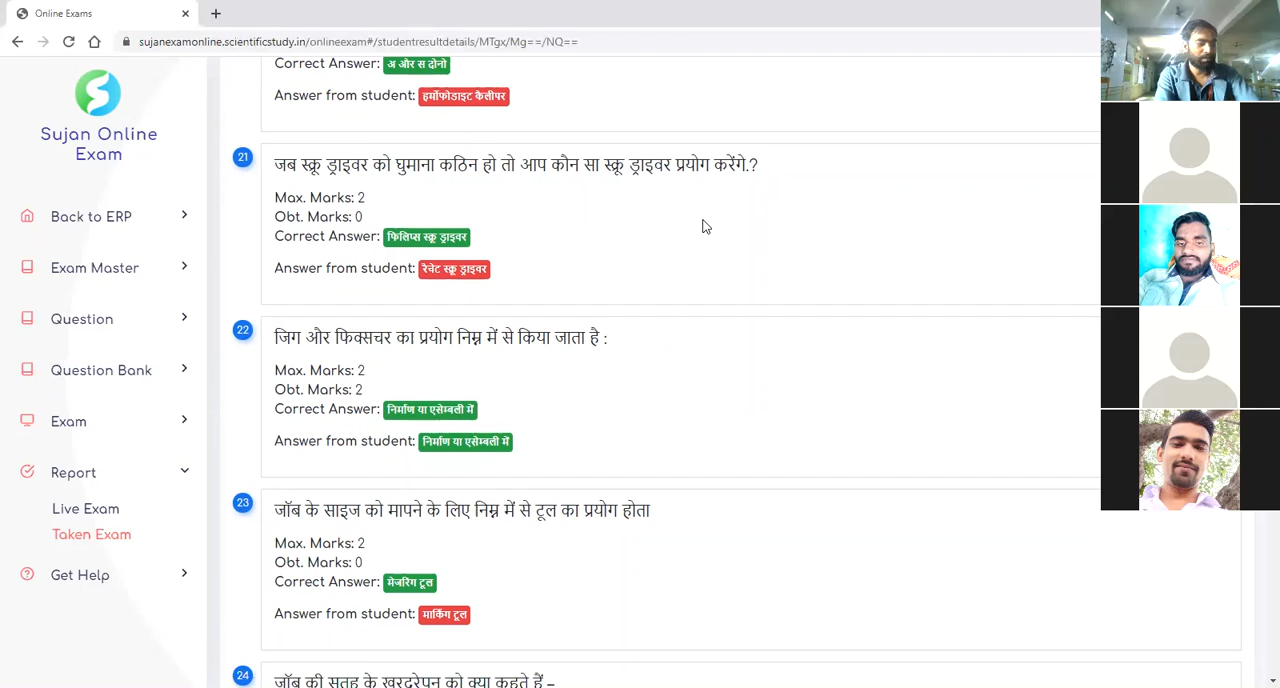 Online Exams
sujanexamonline.scientificstudy.in/onlineexam#/studentresultdetails/MTgx/Mg==/NQ==
Sujan Online
Exam
Back to ERP
Exam Master
Question
Question Bank
Exam
Report
Live Exam
Taken Exam
Get Help
Correct Answer: अ और स दोनो
Answer from student: हर्मोफोडाइट कैलीपर
21
जब स्क्रू ड्राइवर को घुमाना कठिन हो तो आप कौन सा स्क्रू ड्राइवर प्रयोग करेंगे.?
Max. Marks: 2
Obt. Marks: 0
Correct Answer: फिलिप्स स्क्रू ड्राइवर
Answer from student: रैचेट स्क्रू ड्राइवर
22
जिग और फिक्सचर का प्रयोग निम्न में से किया जाता है :
Max. Marks: 2
Obt. Marks: 2
Correct Answer: निर्माण या एसेम्बली में
Answer from student: निर्माण या एसेम्बली में
23
जॉब के साइज को मापने के लिए निम्न में से टूल का प्रयोग होता
Max. Marks: 2
Obt. Marks: 0
Correct Answer: मेजरिंग टूल
Answer from student: मार्किंग टूल
24
जॉब की सतह के खुरदरेपन को क्या कहते हैं –